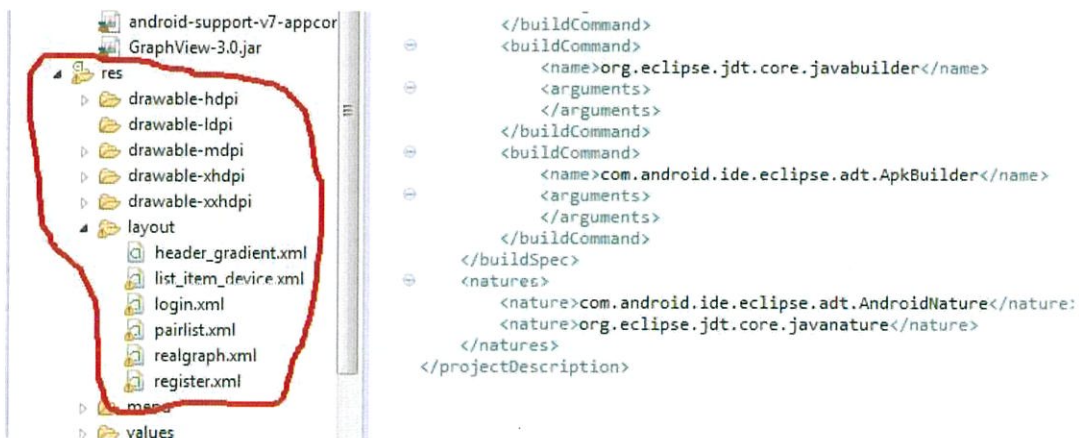 android-support-v7-appcor
GraphView-3.0.jar
res
drawable-hdpi
drawable-ldpi
drawable-mdpi
drawable-xhdpi
drawable-xxhdpi
layout
header_gradient.xml
list_item_device.xml
login.xml
pairlist.xml
realgraph.xml
register.xml
menu
values
</buildCommand>
<buildCommand>
<name>org.eclipse.jdt.core.javabuilder</name>
<arguments>
</arguments>
</buildCommand>
<buildCommand>
<name>com.android.ide.eclipse.adt.ApkBuilder</name>
<arguments>
</arguments>
</buildCommand>
</buildSpec>
<natures>
<nature>com.android.ide.eclipse.adt.AndroidNature</nature>
<nature>org.eclipse.jdt.core.javanature</nature>
</natures>
</projectDescription>